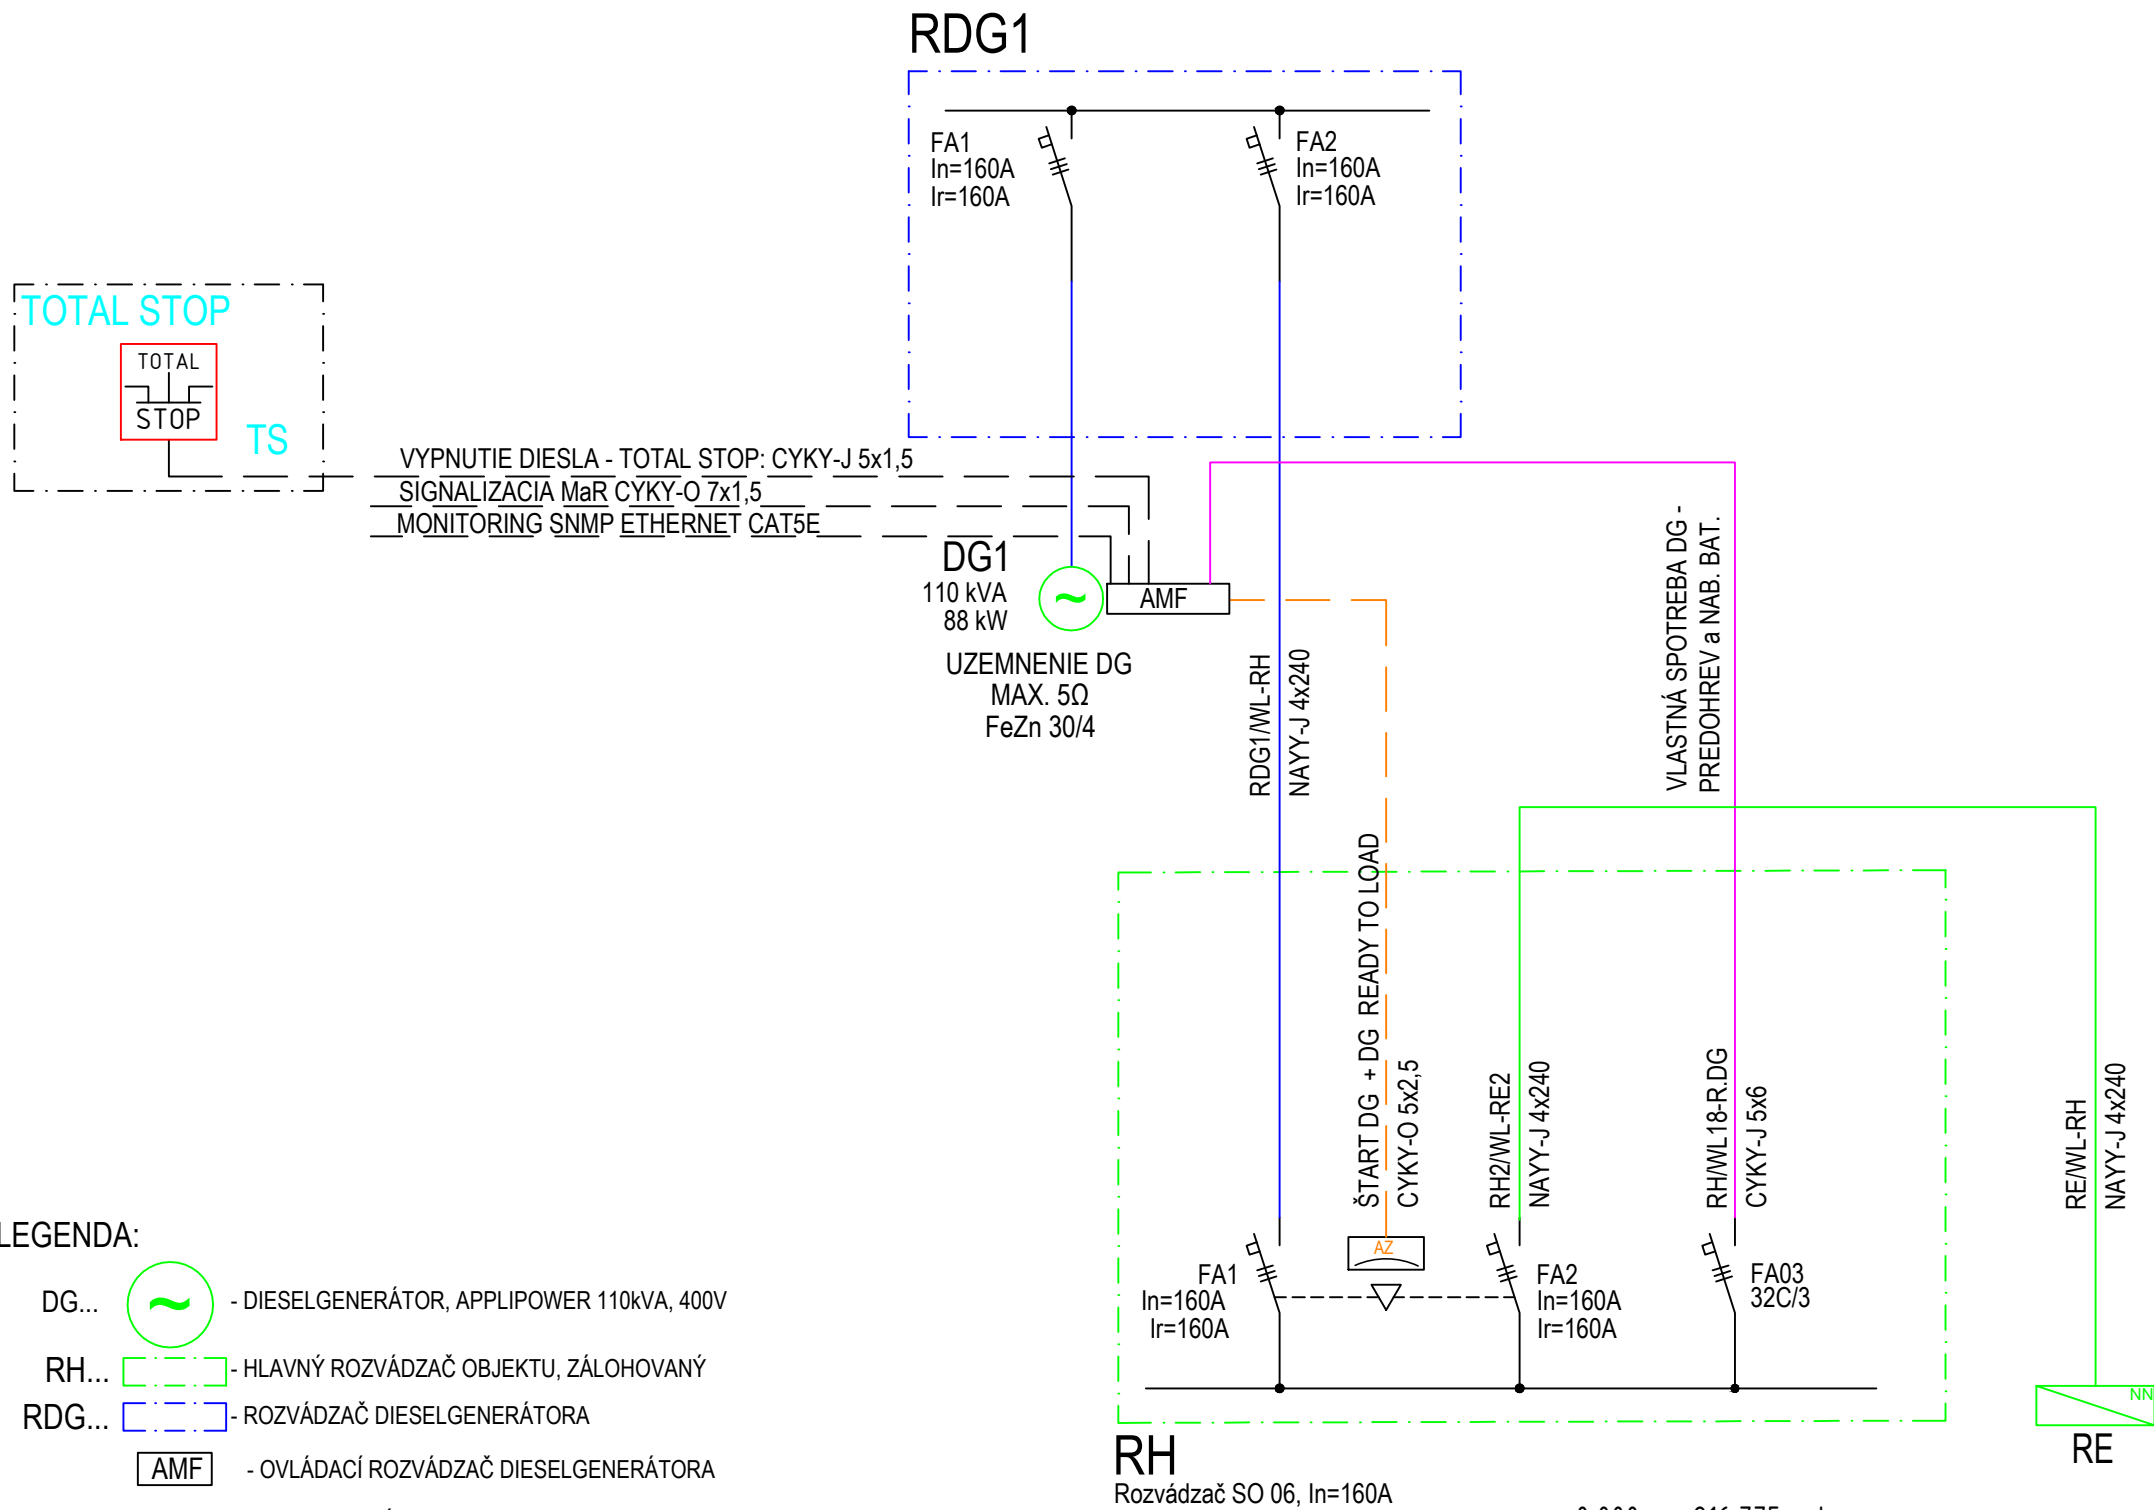 RDG1
FA1
In=160A
Ir=160A
FA2
In=160A
Ir=160A
TOTAL STOP
TOTAL
STOP
TS
VYPNUTIE DIESLA - TOTAL STOP: CYKY-J 5x1,5
SIGNALIZACIA MaR CYKY-O 7x1,5
MONITORING SNMP ETHERNET CAT5E
DG1
110 kVA
88 kW
~
AMF
UZEMNENIE DG
MAX. 5Ω
FeZn 30/4
RDG1/WL-RH
NAYY-J 4x240
VLASTNÁ SPOTREBA DG -
PREDOHREV a NAB. BAT.
ŠTART DG + DG READY TO LOAD
CYKY-O 5x2,5
RH2/WL-RE2
NAYY-J 4x240
RH/WL18-R.DG
CYKY-J 5x6
RE/WL-RH
NAYY-J 4x240
FA1
In=160A
Ir=160A
AZ
FA2
In=160A
Ir=160A
FA03
32C/3
NN
RE
RH
Rozvádzač SO 06, In=160A
LEGENDA:
DG... ~ - DIESELGENERÁTOR, APPLIPOWER 110kVA, 400V
RH... - HLAVNÝ ROZVÁDZAČ OBJEKTU, ZÁLOHOVANÝ
RDG... - ROZVÁDZAČ DIESELGENERÁTORA
AMF - OVLÁDACÍ ROZVÁDZAČ DIESELGENERÁTORA